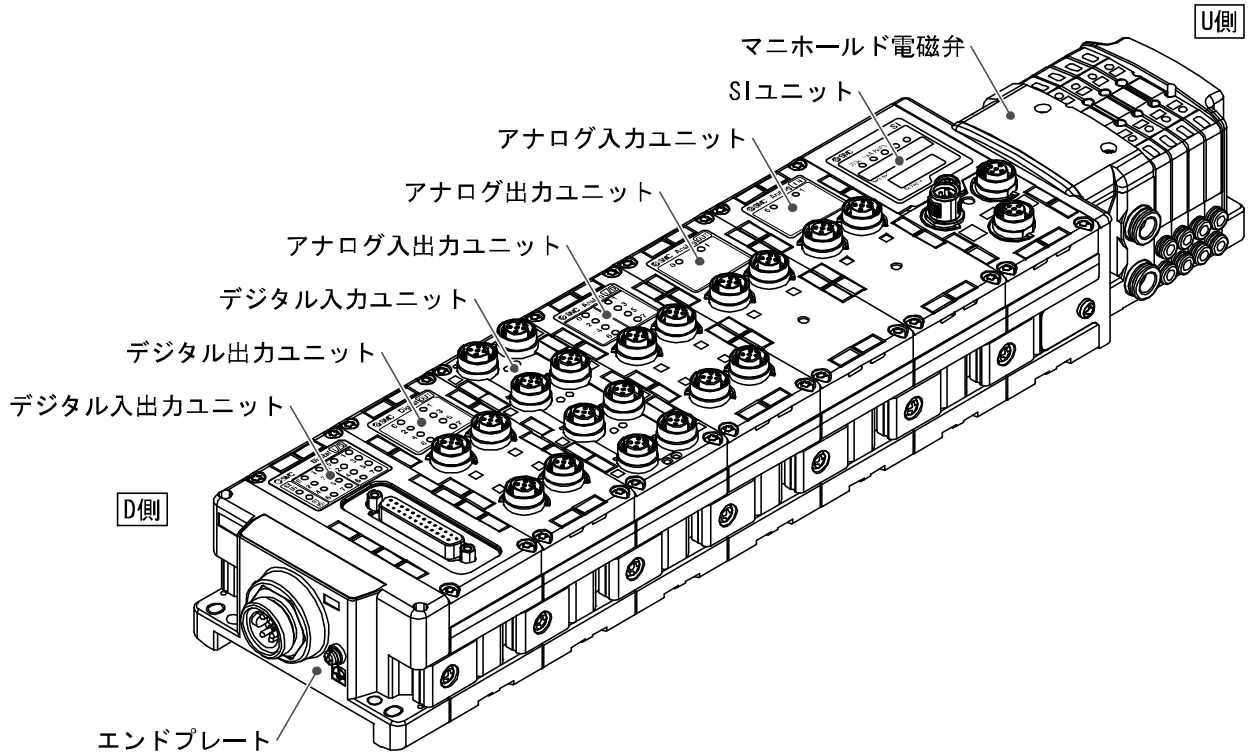 U側
マニホールド電磁弁
SIユニット
アナログ入力ユニット
アナログ出力ユニット
アナログ入出力ユニット
デジタル入力ユニット
デジタル出力ユニット
デジタル入出力ユニット
D側
エンドプレート